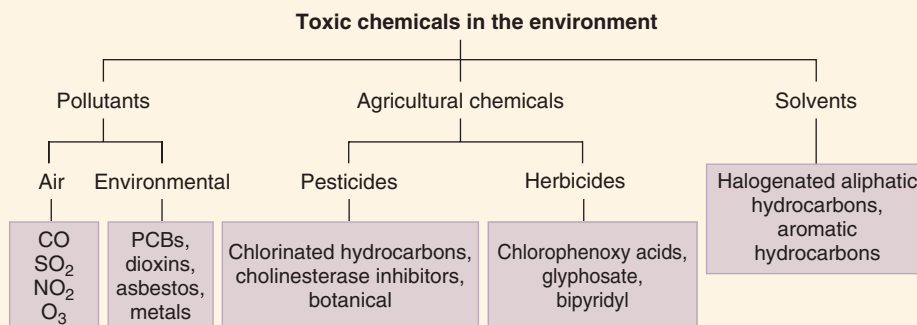 Toxic chemicals in the environment
Pollutants
Agricultural chemicals
Solvents
Air
Environmental
Pesticides
Herbicides
CO
SO₂
NO₂
O₃
PCBs,
dioxins,
asbestos,
metals
Chlorinated hydrocarbons,
cholinesterase inhibitors,
botanical
Chlorophenoxy acids,
glyphosate,
bipyridyl
Halogenated aliphatic
hydrocarbons,
aromatic
hydrocarbons